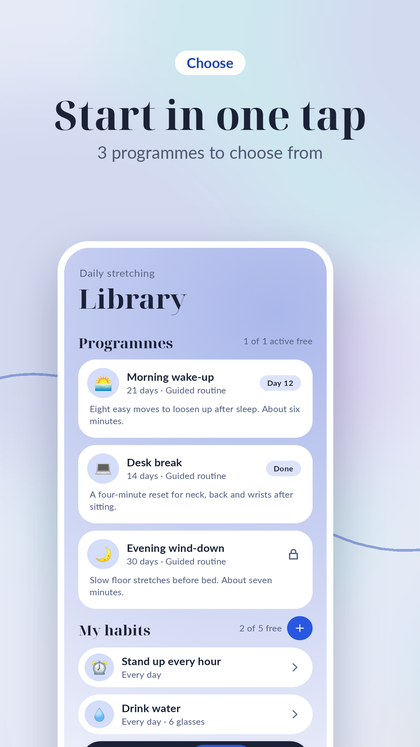 Choose
Start in one tap
3 programmes to choose from
Daily stretching
Library
Programmes
1 of 1 active free
Morning wake-up
21 days · Guided routine
Day 12
Eight easy moves to loosen up after sleep. About six
minutes.
Desk break
14 days · Guided routine
Done
A four-minute reset for neck, back and wrists after
sitting.
Evening wind-down
30 days · Guided routine
Slow floor stretches before bed. About seven
minutes.
My habits
2 of 5 free
Stand up every hour
Every day
Drink water
Every day · 6 glasses